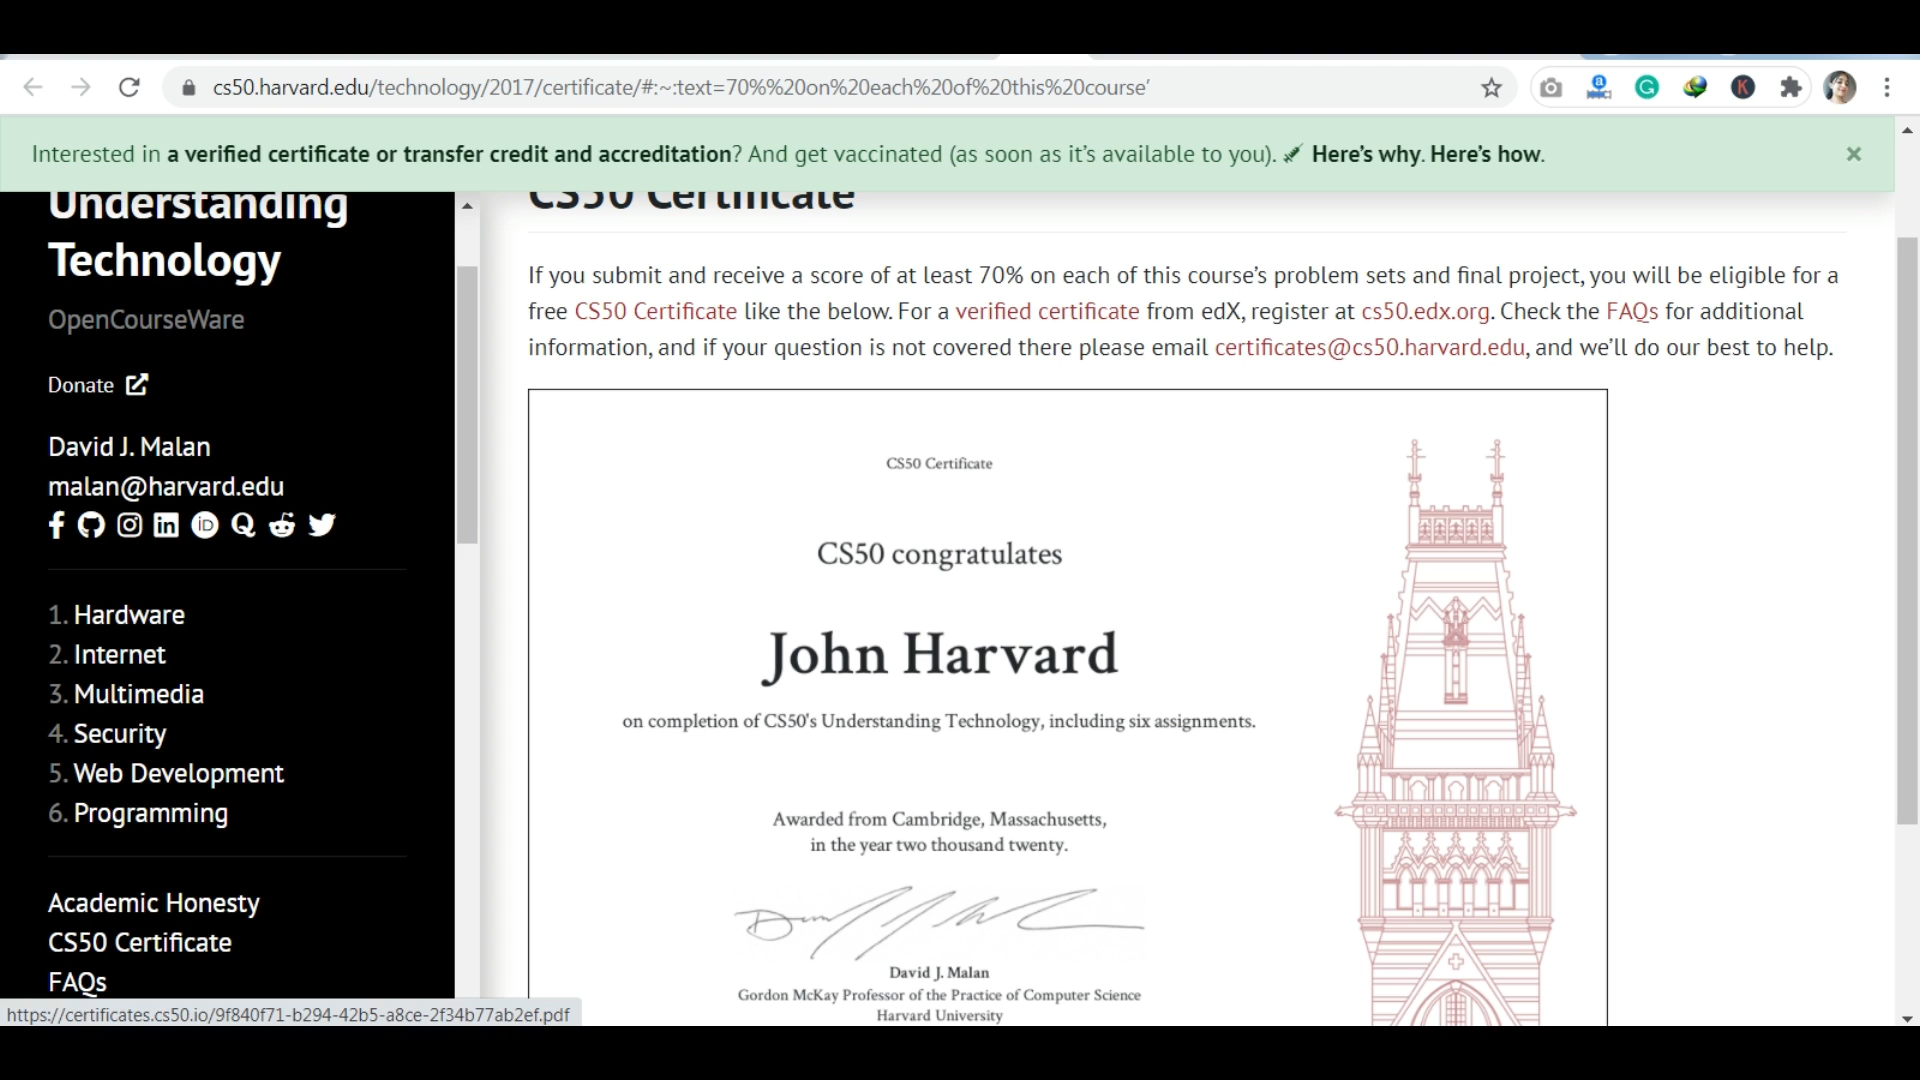 cs50.harvard.edu/technology/2017/certificate/#:~:text=70%%20on%20each%20of%20this%20course'
Interested in a verified certificate or transfer credit and accreditation? And get vaccinated (as soon as it’s available to you). Here’s why. Here’s how.
Understanding
Technology
OpenCourseWare
Donate
David J. Malan
malan@harvard.edu
1. Hardware
2. Internet
3. Multimedia
4. Security
5. Web Development
6. Programming
Academic Honesty
CS50 Certificate
FAQs
https://certificates.cs50.io/9f840f71-b294-42b5-a8ce-2f34b77ab2ef.pdf
CS50 Certificate
If you submit and receive a score of at least 70% on each of this course’s problem sets and final project, you will be eligible for a
free CS50 Certificate like the below. For a verified certificate from edX, register at cs50.edx.org. Check the FAQs for additional
information, and if your question is not covered there please email certificates@cs50.harvard.edu, and we’ll do our best to help.
CS50 Certificate
CS50 congratulates
John Harvard
on completion of CS50's Understanding Technology, including six assignments.
Awarded from Cambridge, Massachusetts,
in the year two thousand twenty.
David J. Malan
Gordon McKay Professor of the Practice of Computer Science
Harvard University